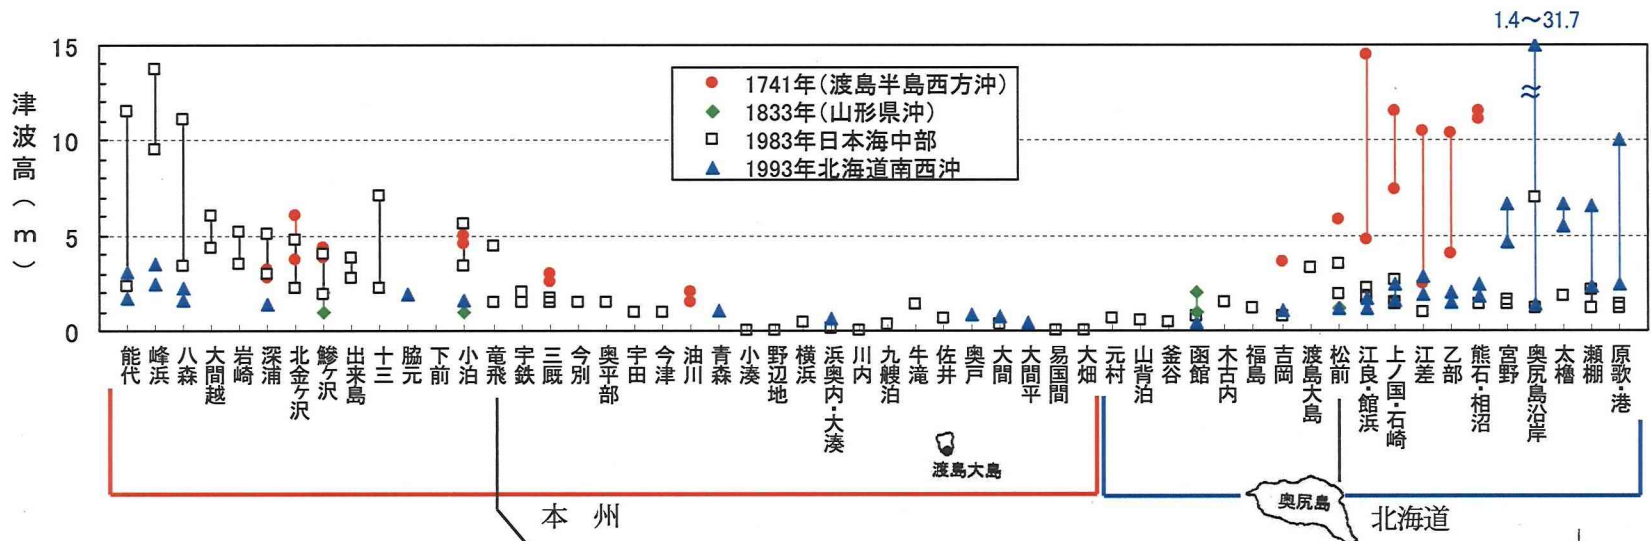 1.4～31.7
津波高（m）
15
10
5
0
1741年（渡島半島西方沖）
1833年（山形県沖）
1983年日本海中部
1993年北海道南西沖
能代
峰浜
八森
大間越
岩崎
深浦
北金ヶ沢
鰺ヶ沢
出来島
十三
脇元
下前
小泊
竜飛
宇鉄
三厩
今別
奥平部
宇田
今津
油川
青森
小湊
野辺地
横浜
浜奥内・大湊
川内
九艘泊
牛滝
佐井
奥戸
大間
大間平
易国間
大畑
元村
山背泊
釜谷
函館
木古内
福島
吉岡
渡島大島
松前
江良・館浜
上ノ国・石崎
江差
乙部
熊石・相沼
宮野
奥尻島沿岸
太櫓
瀬棚
原歌・港
渡島大島
奥尻島
本州
北海道